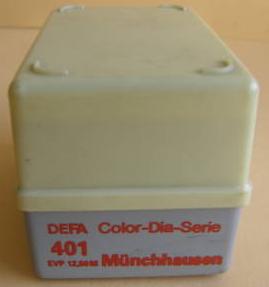 DEFA Color-Dia-Serie
401
EVP 12,50 M Münchhausen